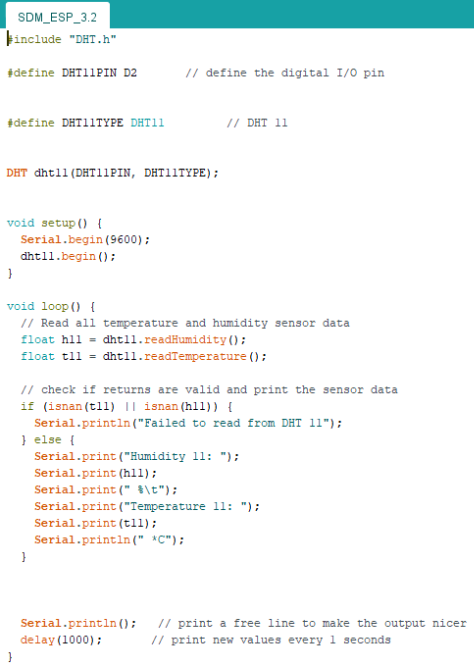 SDM_ESP_3.2
#include "DHT.h"
#define DHT11PIN D2 // define the digital I/O pin
#define DHT11TYPE DHT11 // DHT 11
DHT dht11(DHT11PIN, DHT11TYPE);
void setup() {
Serial.begin(9600);
dht11.begin();
}
void loop() {
// Read all temperature and humidity sensor data
float h11 = dht11.readHumidity();
float t11 = dht11.readTemperature();
// check if returns are valid and print the sensor data
if (isnan(t11) || isnan(h11)) {
Serial.println("Failed to read from DHT 11");
} else {
Serial.print("Humidity 11: ");
Serial.print(h11);
Serial.print(" %\t");
Serial.print("Temperature 11: ");
Serial.print(t11);
Serial.println(" *C");
}
Serial.println(); // print a free line to make the output nicer
delay(1000); // print new values every 1 seconds
}